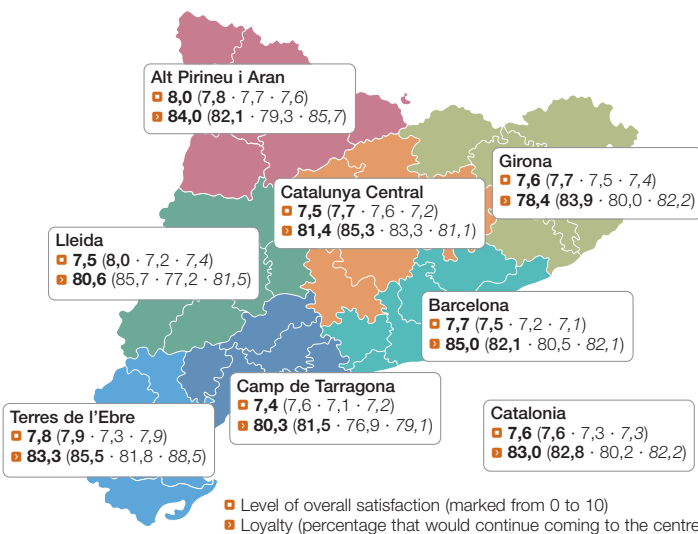 Alt Pirineu i Aran
8,0 (7,8 · 7,7 · 7,6)
84,0 (82,1 · 79,3 · 85,7)
Girona
7,6 (7,7 · 7,5 · 7,4)
78,4 (83,9 · 80,0 · 82,2)
Catalunya Central
7,5 (7,7 · 7,6 · 7,2)
81,4 (85,3 · 83,3 · 81,1)
Lleida
7,5 (8,0 · 7,2 · 7,4)
80,6 (85,7 · 77,2 · 81,5)
Barcelona
7,7 (7,5 · 7,2 · 7,1)
85,0 (82,1 · 80,5 · 82,1)
Camp de Tarragona
7,4 (7,6 · 7,1 · 7,2)
80,3 (81,5 · 76,9 · 79,1)
Terres de l'Ebre
7,8 (7,9 · 7,3 · 7,9)
83,3 (85,5 · 81,8 · 88,5)
Catalonia
7,6 (7,6 · 7,3 · 7,3)
83,0 (82,8 · 80,2 · 82,2)
Level of overall satisfaction (marked from 0 to 10)
Loyalty (percentage that would continue coming to the centre